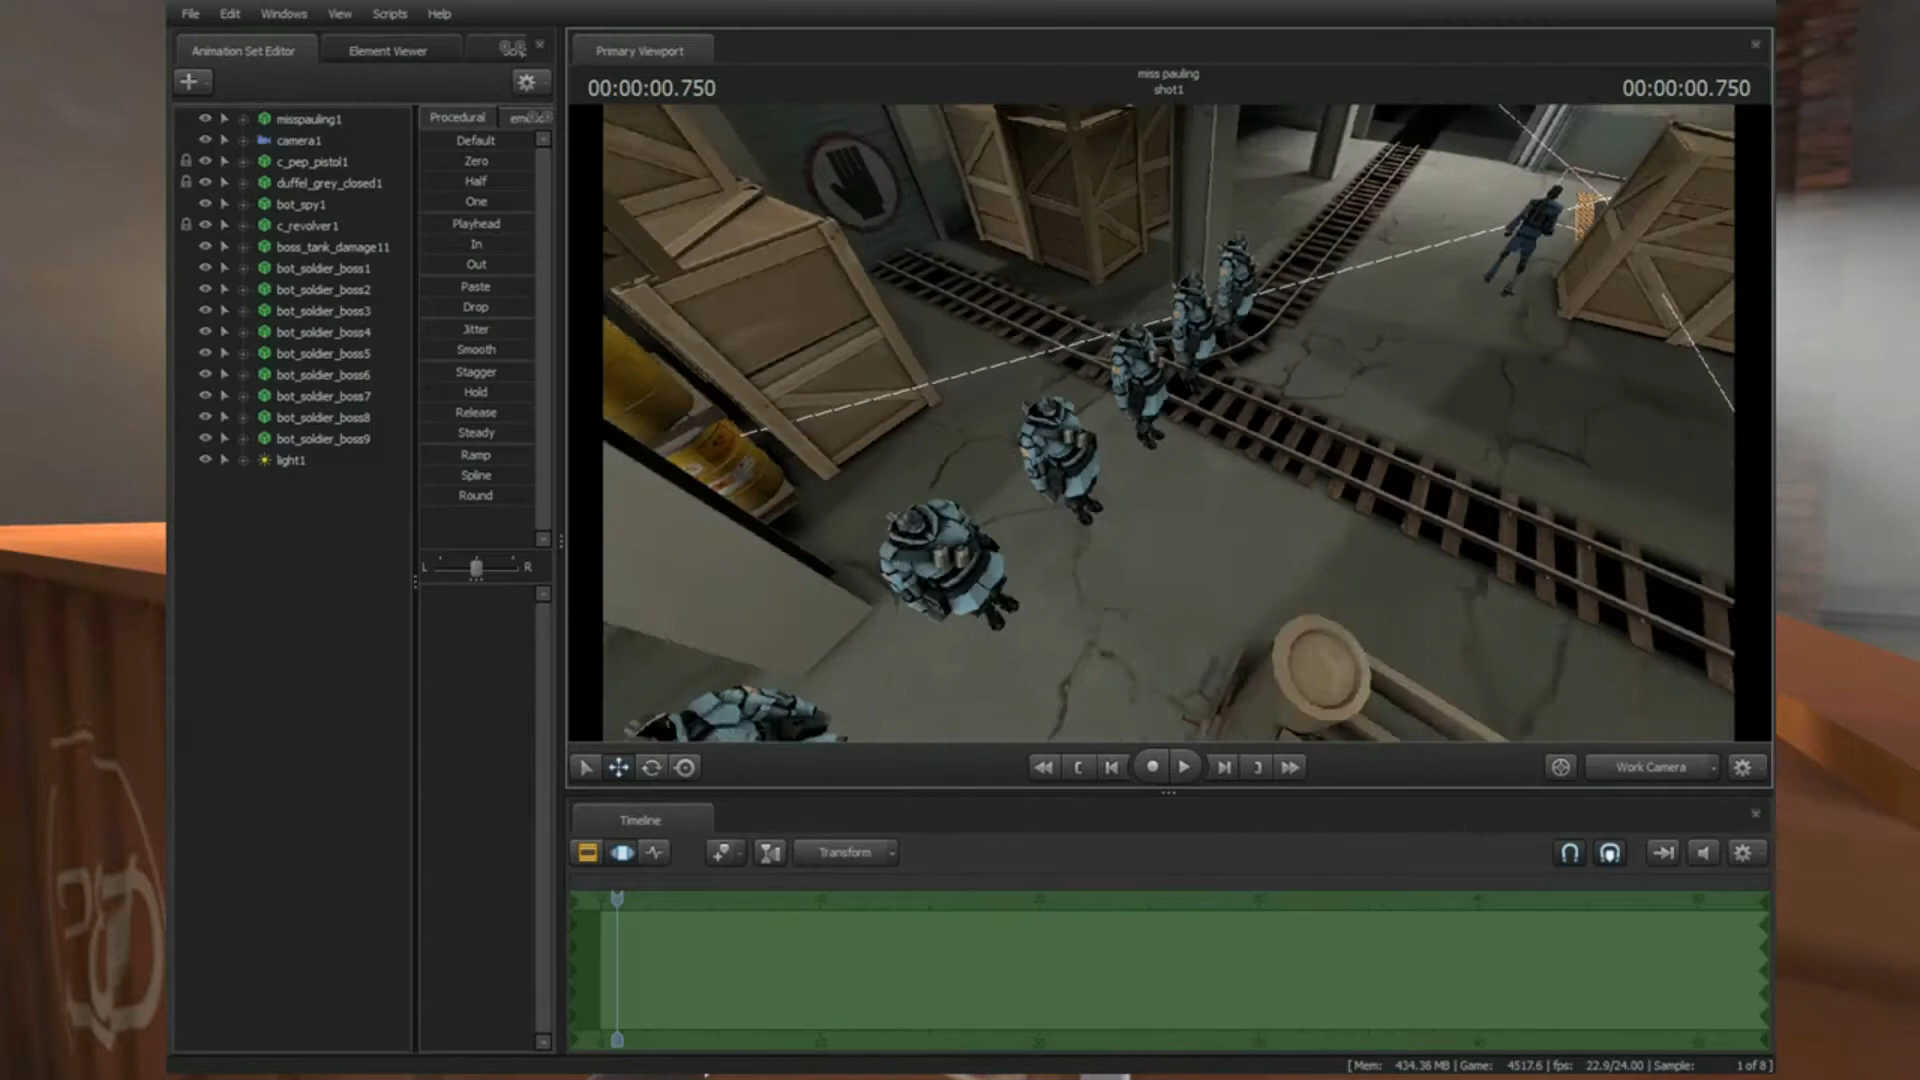 File Edit Windows View Scripts Help
Animation Set Editor Element Viewer
Primary Viewport
00:00:00.750
miss pauling
shot1
00:00:00.750
misspauling1
camera1
c_pep_pistol1
duffel_grey_closed1
bot_spy1
c_revolver1
boss_tank_damage11
bot_soldier_boss1
bot_soldier_boss2
bot_soldier_boss3
bot_soldier_boss4
bot_soldier_boss5
bot_soldier_boss6
bot_soldier_boss7
bot_soldier_boss8
bot_soldier_boss9
light1
Procedural
Default
Zero
Half
One
Playhead
In
Out
Paste
Drop
Jitter
Smooth
Stagger
Hold
Release
Steady
Ramp
Spline
Round
L R
Work Camera
Timeline
Transform
[ Mem: 434.36 MB | Game: 4517.6 | fps: 22.9/24.00 | Sample: 1 of 8 ]